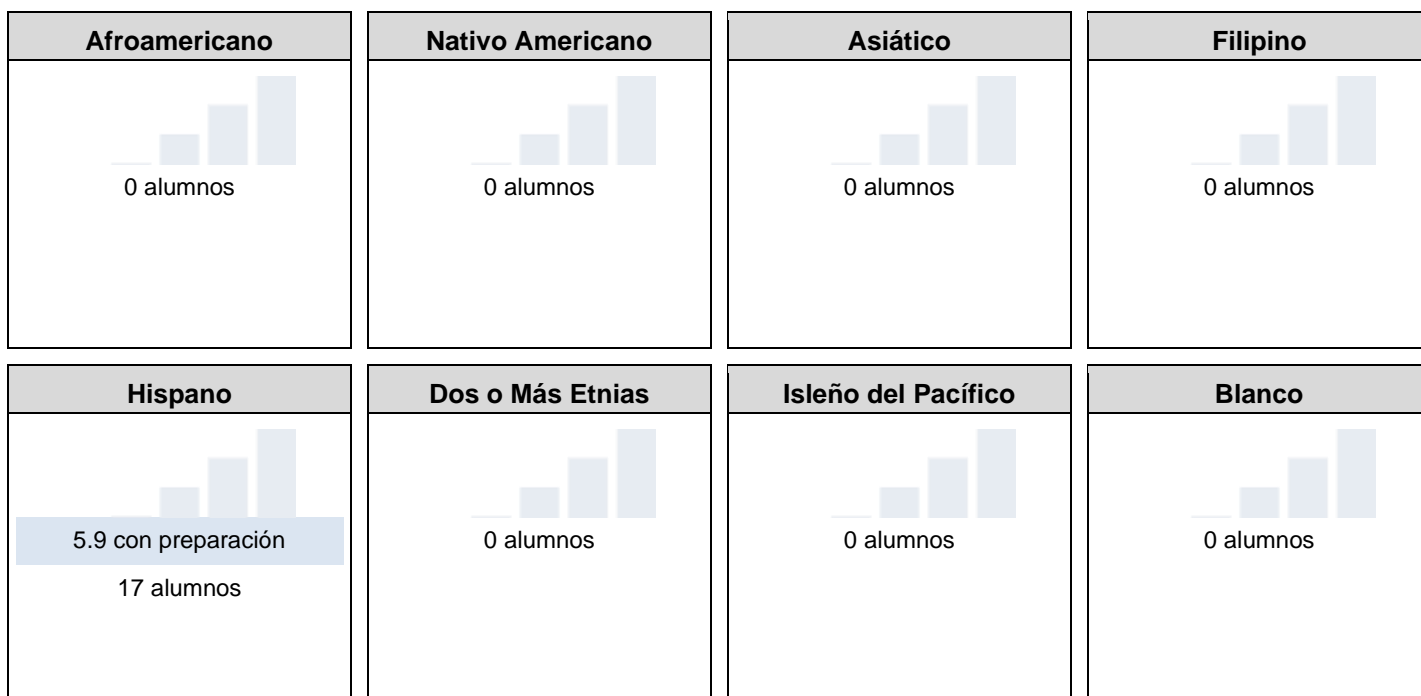 Afroamericano
0 alumnos
Nativo Americano
0 alumnos
Asiático
0 alumnos
Filipino
0 alumnos
Hispano
5.9 con preparación
17 alumnos
Dos o Más Etnias
0 alumnos
Isleño del Pacífico
0 alumnos
Blanco
0 alumnos